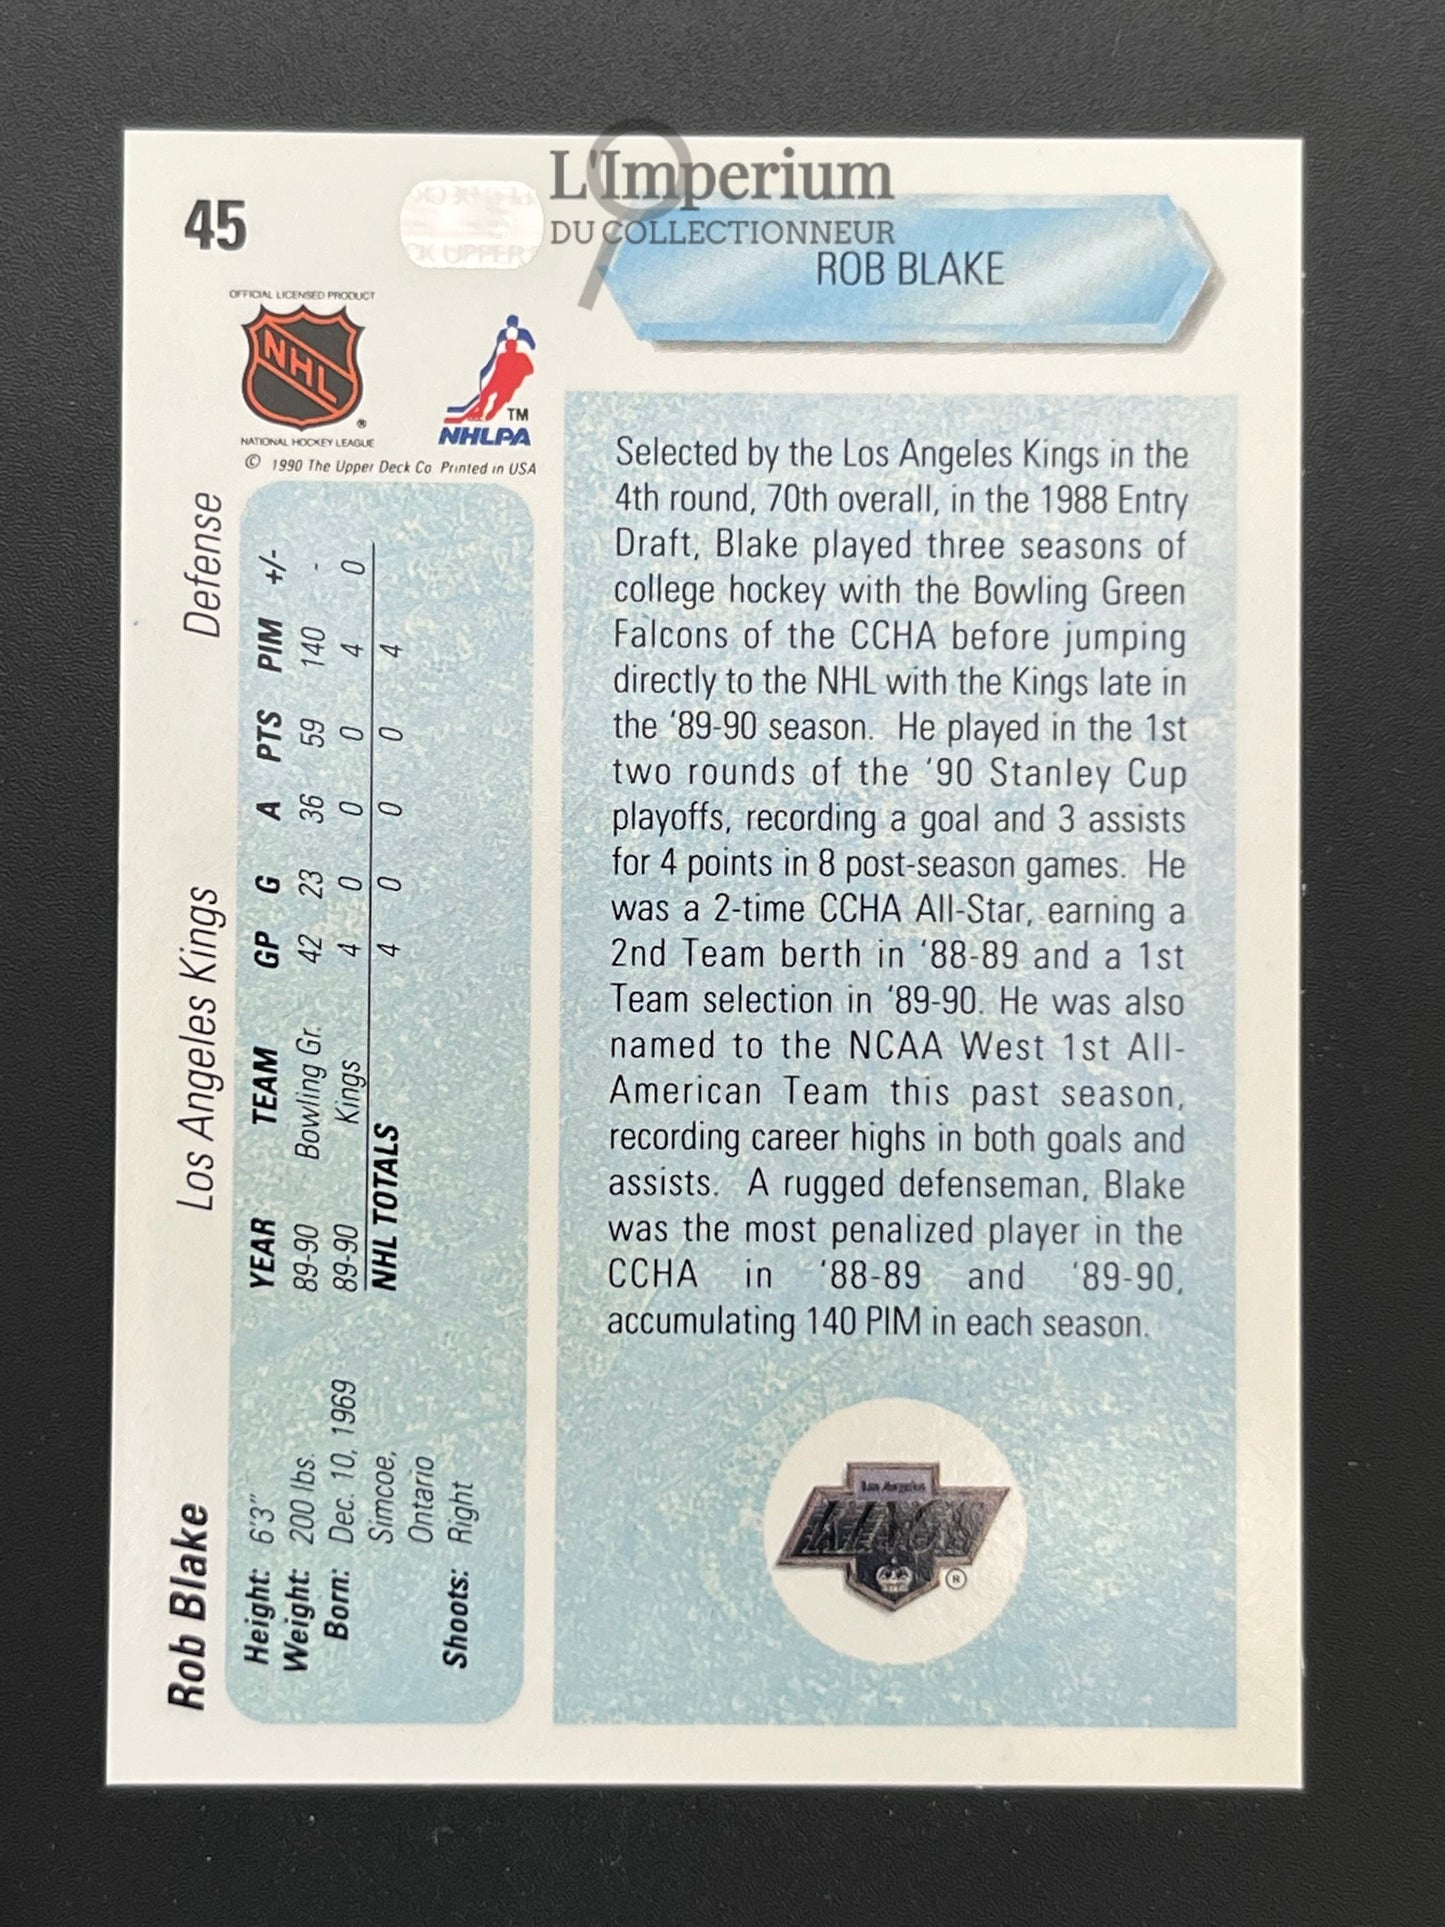 L'Imperium
DU COLLECTIONNEUR
45
ROB BLAKE
OFFICIAL LICENSED PRODUCT
NHL
®
NATIONAL HOCKEY LEAGUE
TM
NHLPA
© 1990 The Upper Deck Co. Printed in USA
Selected by the Los Angeles Kings in the
4th round, 70th overall, in the 1988 Entry
Draft, Blake played three seasons of
college hockey with the Bowling Green
Falcons of the CCHA before jumping
directly to the NHL with the Kings late in
the '89-90 season. He played in the 1st
two rounds of the '90 Stanley Cup
playoffs, recording a goal and 3 assists
for 4 points in 8 post-season games. He
was a 2-time CCHA All-Star, earning a
2nd Team berth in '88-89 and a 1st
Team selection in '89-90. He was also
named to the NCAA West 1st All-
American Team this past season,
recording career highs in both goals and
assists. A rugged defenseman, Blake
was the most penalized player in the
CCHA in '88-89 and '89-90,
accumulating 140 PIM in each season.
Los Angeles
KINGS
®
Rob Blake Los Angeles Kings Defense
Height: 6'3"
Weight: 200 lbs.
Born: Dec. 10, 1969
Simcoe,
Ontario
Shoots: Right
YEAR TEAM GP G A PTS PIM +/-
89-90 Bowling Gr. 42 23 36 59 140 -
89-90 Kings 4 0 0 0 4 0
NHL TOTALS 4 0 0 0 4